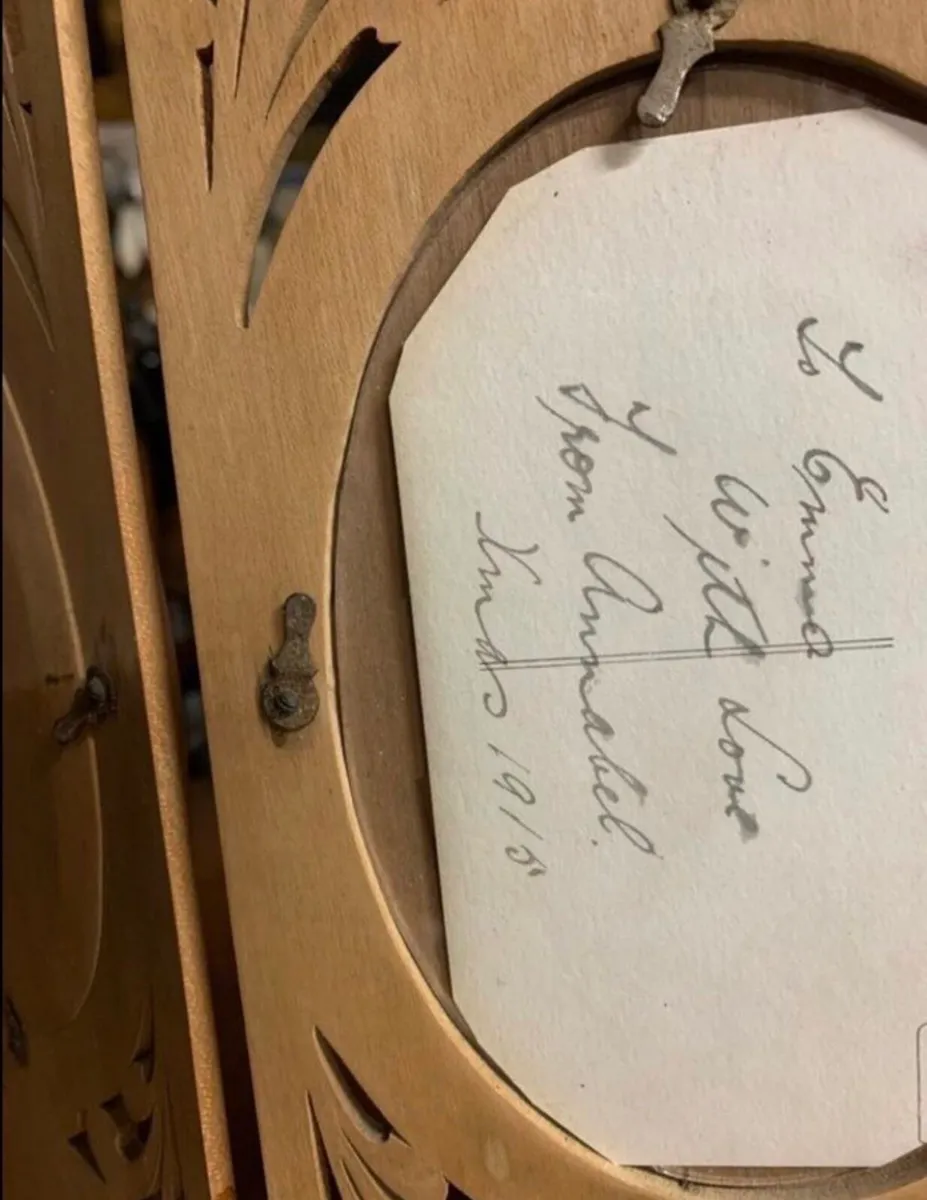 To Emma
With Love
From Annabel.
Xmas 1915